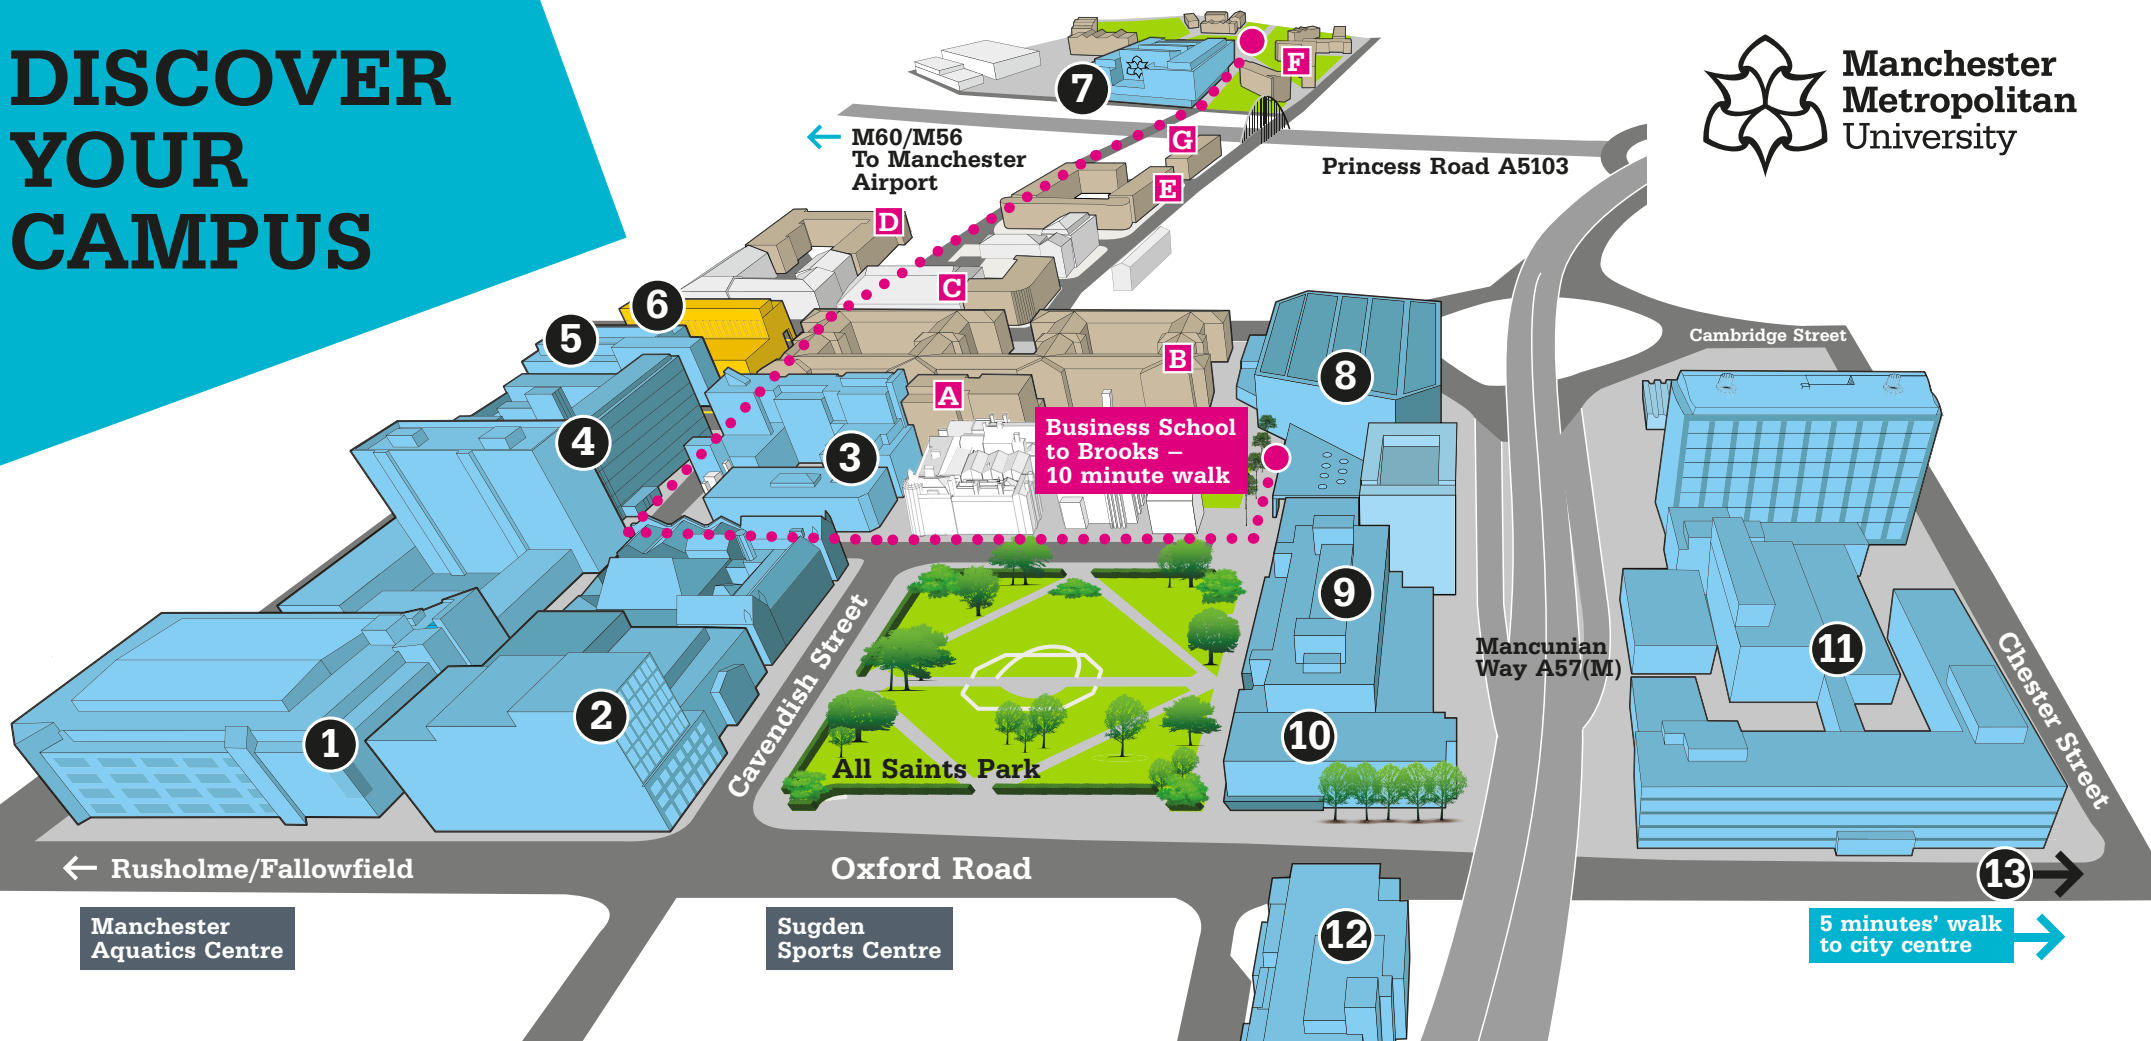 DISCOVER
YOUR
CAMPUS
Manchester
Metropolitan
University
7
F
M60/M56
To Manchester
Airport
G
Princess Road A5103
E
D
C
6
5
Cambridge Street
B
8
A
Business School
to Brooks –
10 minute walk
4
3
9
Cavendish Street
Mancunian
Way A57(M)
11
Chester Street
2
1
10
All Saints Park
Rusholme/Fallowfield
Oxford Road
13
Manchester
Aquatics Centre
Sugden
Sports Centre
12
5 minutes’ walk
to city centre